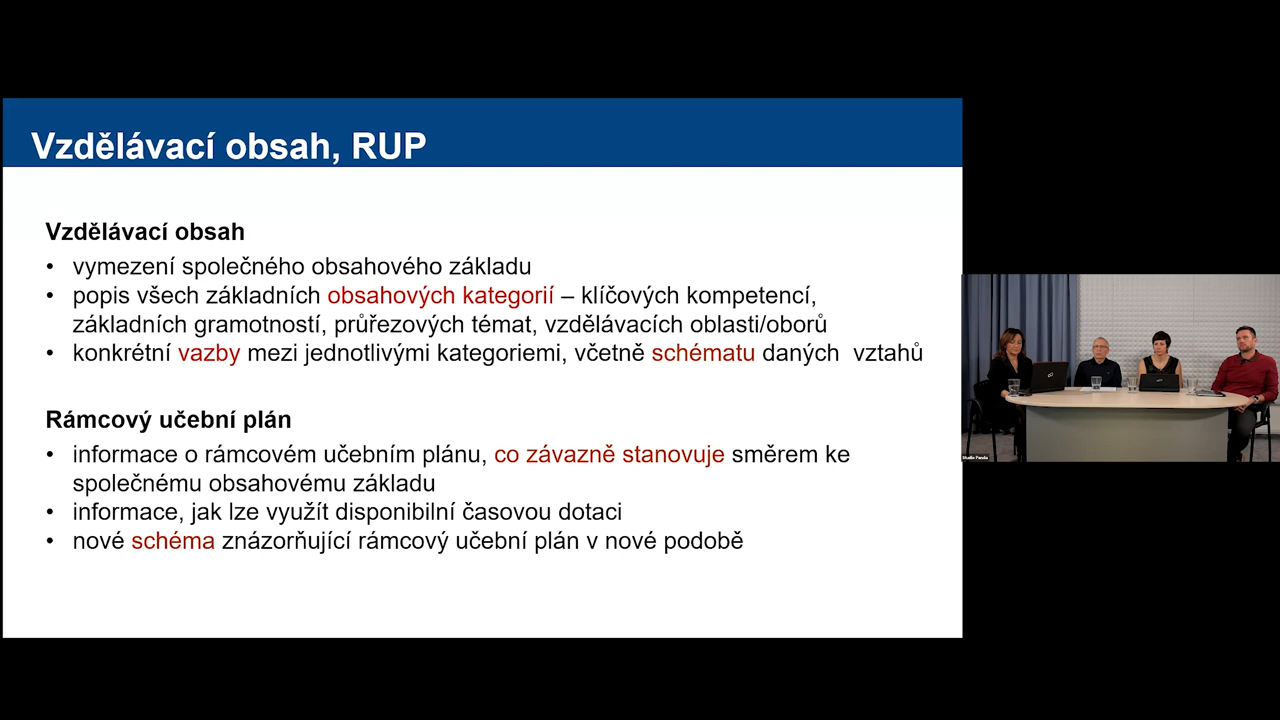 Vzdělávací obsah, RUP
Vzdělávací obsah
• vymezení společného obsahového základu
• popis všech základních obsahových kategorií – klíčových kompetencí,
základních gramotností, průřezových témat, vzdělávacích oblasti/oborů
• konkrétní vazby mezi jednotlivými kategoriemi, včetně schématu daných  vztahů
Rámcový učební plán
• informace o rámcovém učebním plánu, co závazně stanovuje směrem ke
společnému obsahovému základu
• informace, jak lze využít disponibilní časovou dotaci
• nové schéma znázorňující rámcový učební plán v nové podobě
Studio Panda